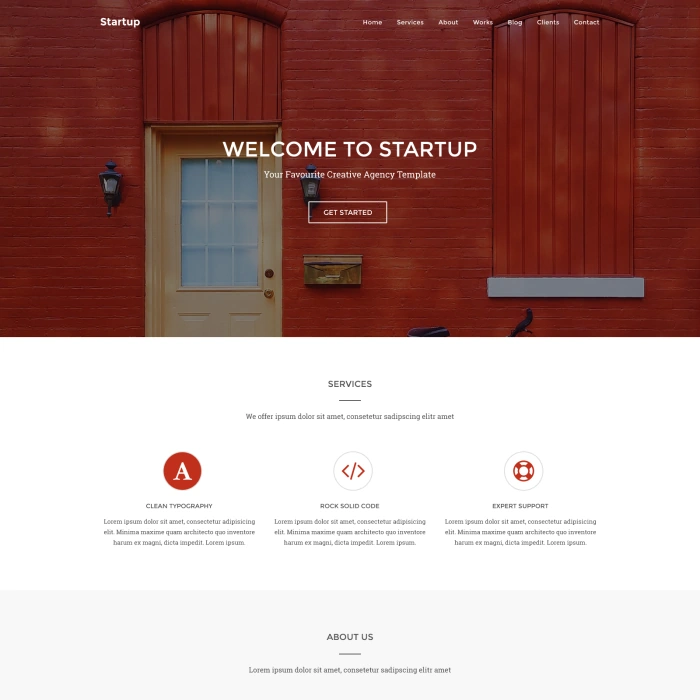 Startup
Home Services About Works Blog Clients Contact
WELCOME TO STARTUP
Your Favourite Creative Agency Template
GET STARTED
SERVICES
We offer ipsum dolor sit amet, consetetur sadipscing elitr amet
A
CLEAN TYPOGRAPHY
Lorem ipsum dolor sit amet, consectetur adipisicing
elit. Minima maxime quam architecto quo inventore
harum ex magni, dicta impedit. Lorem ipsum.
</>
ROCK SOLID CODE
Lorem ipsum dolor sit amet, consectetur adipisicing
elit. Minima maxime quam architecto quo inventore
harum ex magni, dicta impedit. Lorem ipsum.
EXPERT SUPPORT
Lorem ipsum dolor sit amet, consectetur adipisicing
elit. Minima maxime quam architecto quo inventore
harum ex magni, dicta impedit. Lorem ipsum.
ABOUT US
Lorem ipsum dolor sit amet, consetetur sadipscing elitr amet